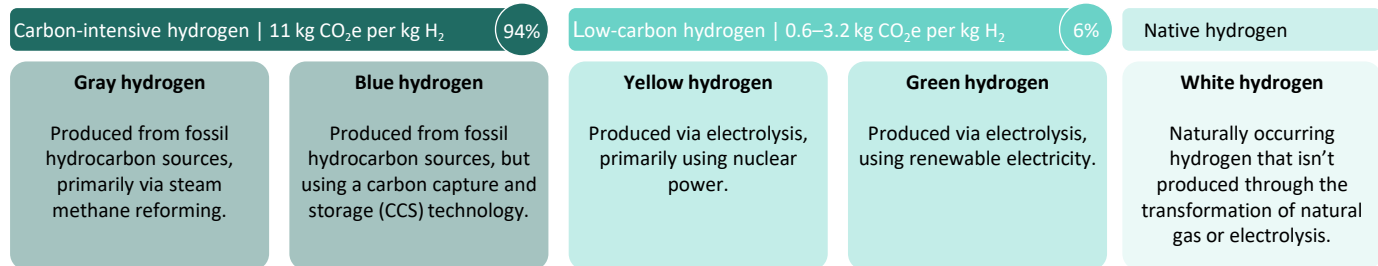 Carbon-intensive hydrogen | 11 kg CO₂e per kg H₂
94%
Low-carbon hydrogen | 0.6–3.2 kg CO₂e per kg H₂
6%
Native hydrogen
Gray hydrogen
Produced from fossil
hydrocarbon sources,
primarily via steam
methane reforming.
Blue hydrogen
Produced from fossil
hydrocarbon sources, but
using a carbon capture and
storage (CCS) technology.
Yellow hydrogen
Produced via electrolysis,
primarily using nuclear
power.
Green hydrogen
Produced via electrolysis,
using renewable electricity.
White hydrogen
Naturally occurring
hydrogen that isn’t
produced through the
transformation of natural
gas or electrolysis.